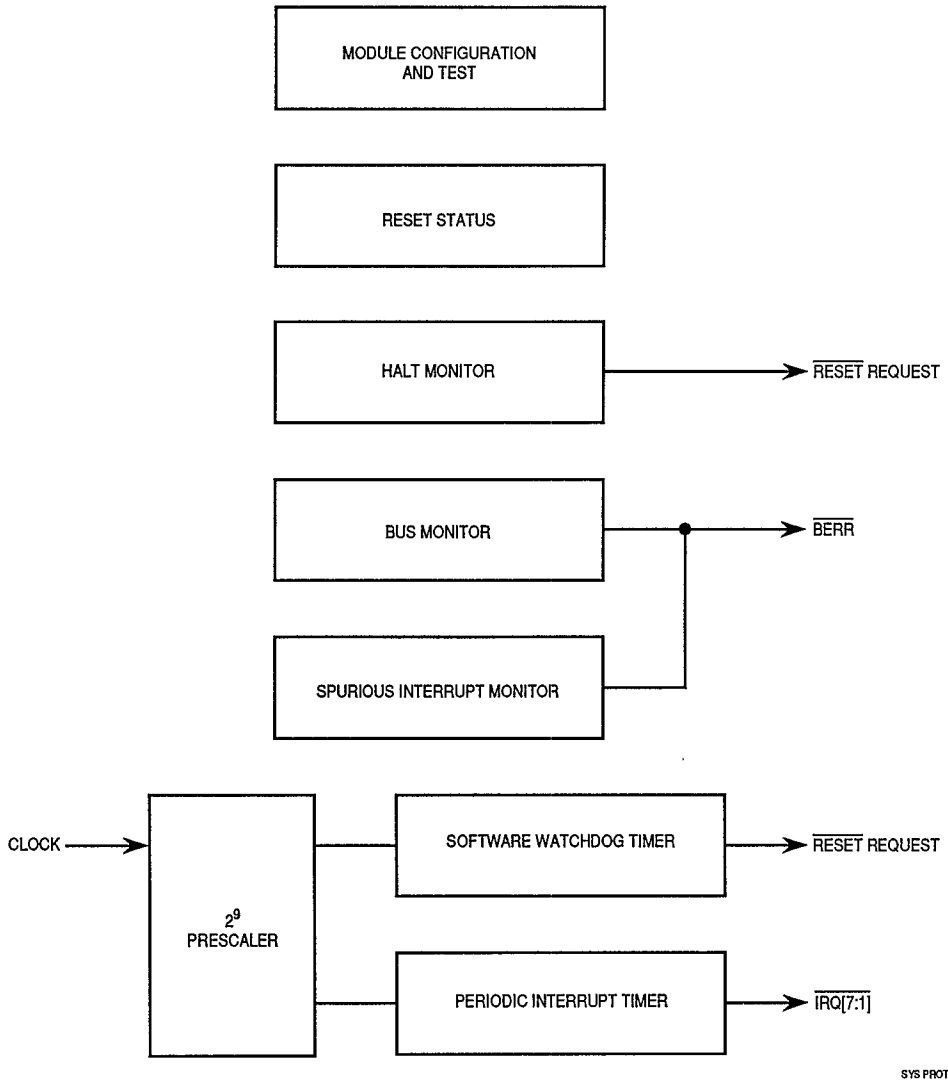 MODULE CONFIGURATION
AND TEST
RESET STATUS
HALT MONITOR
RESET REQUEST
BUS MONITOR
BERR
SPURIOUS INTERRUPT MONITOR
CLOCK
2⁹
PRESCALER
SOFTWARE WATCHDOG TIMER
RESET REQUEST
PERIODIC INTERRUPT TIMER
IRQ[7:1]
SYS PROT